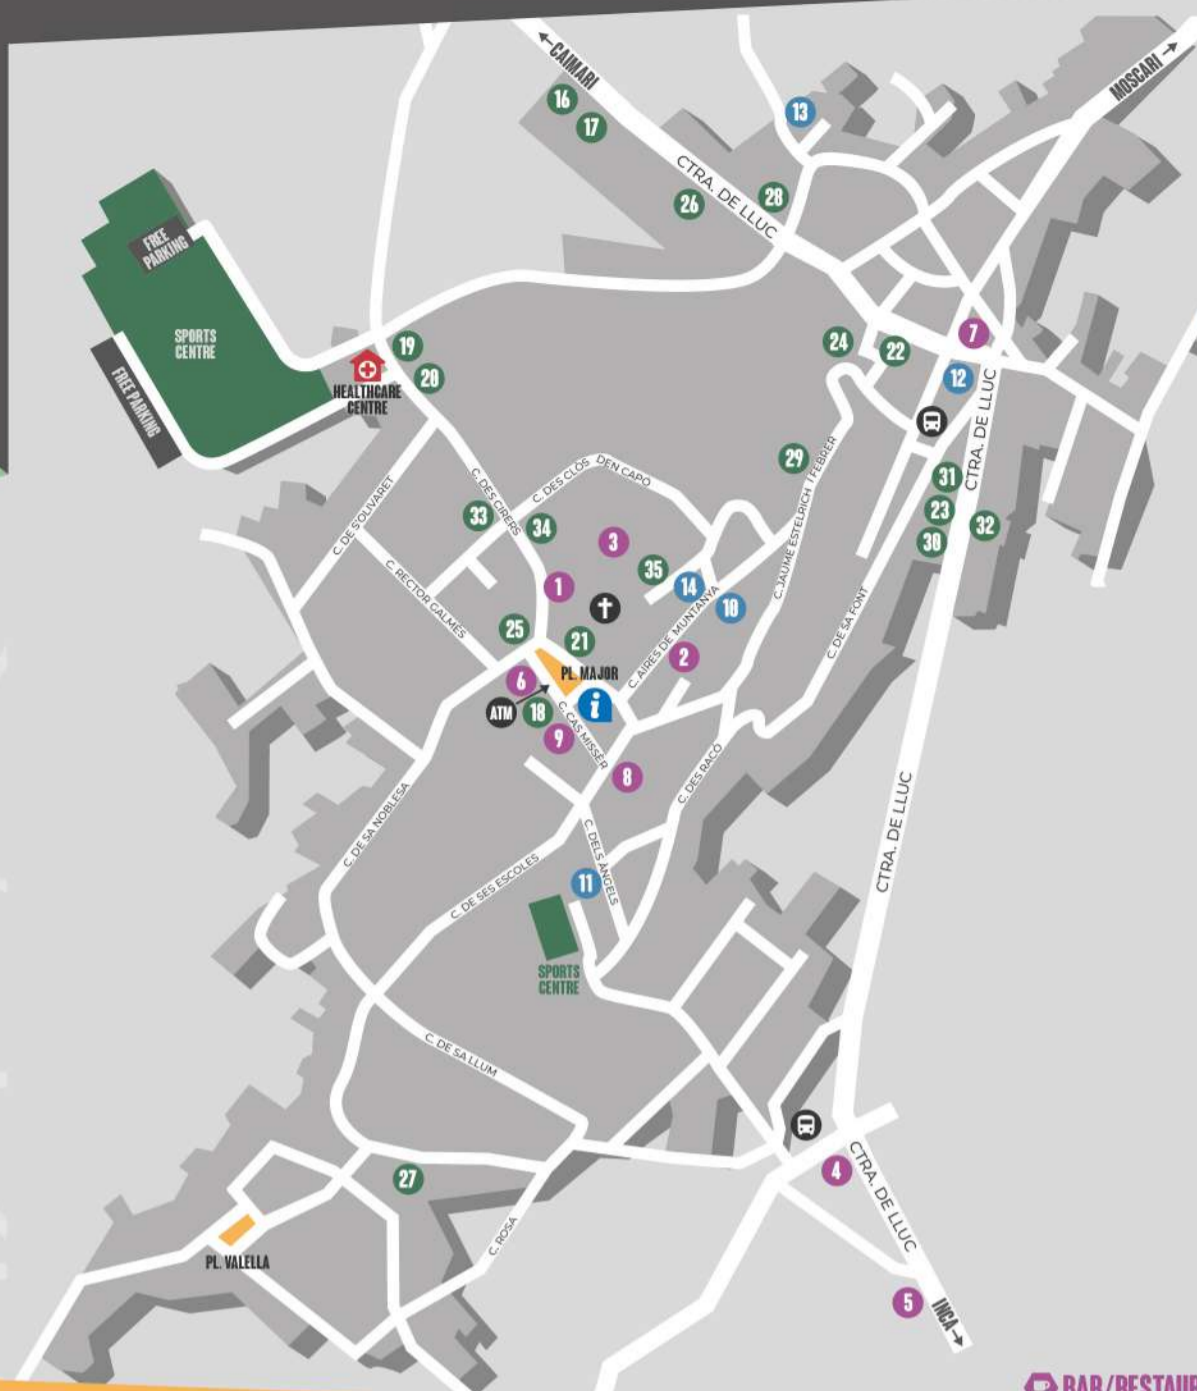 ←CAIMARI
MOSCARI→
16
17
13
CTRA. DE LLUC
26
28
FREE
PARKING
SPORTS
CENTRE
FREE PARKING
19
20
HEALTHCARE
CENTRE
24
22
7
12
CTRA. DE LLUC
29
31
23
30
32
C. DE S'OLIVARET
C. DES CIRERS
C. DES CLOS DEN CAPÓ
C. JAUME ESTELRICH I FEBRER
33
34
3
35
14
10
1
C. RECTOR GALMÉS
C. AIRES DE MUNTANYA
C. DE SA FONT
25
21
2
PL. MAJOR
6
ATM
18
i
9
C. CAS MISSÈR
8
C. DES RACÓ
C. DE SA NOBLESA
C. DE SES ESCOLES
C. DELS ÀNGELS
11
SPORTS
CENTRE
CTRA. DE LLUC
C. DE SA LLUM
27
4
CTRA. DE LLUC
C. ROSA
PL. VALELLA
5
INCA→
BAR/RESTAUR